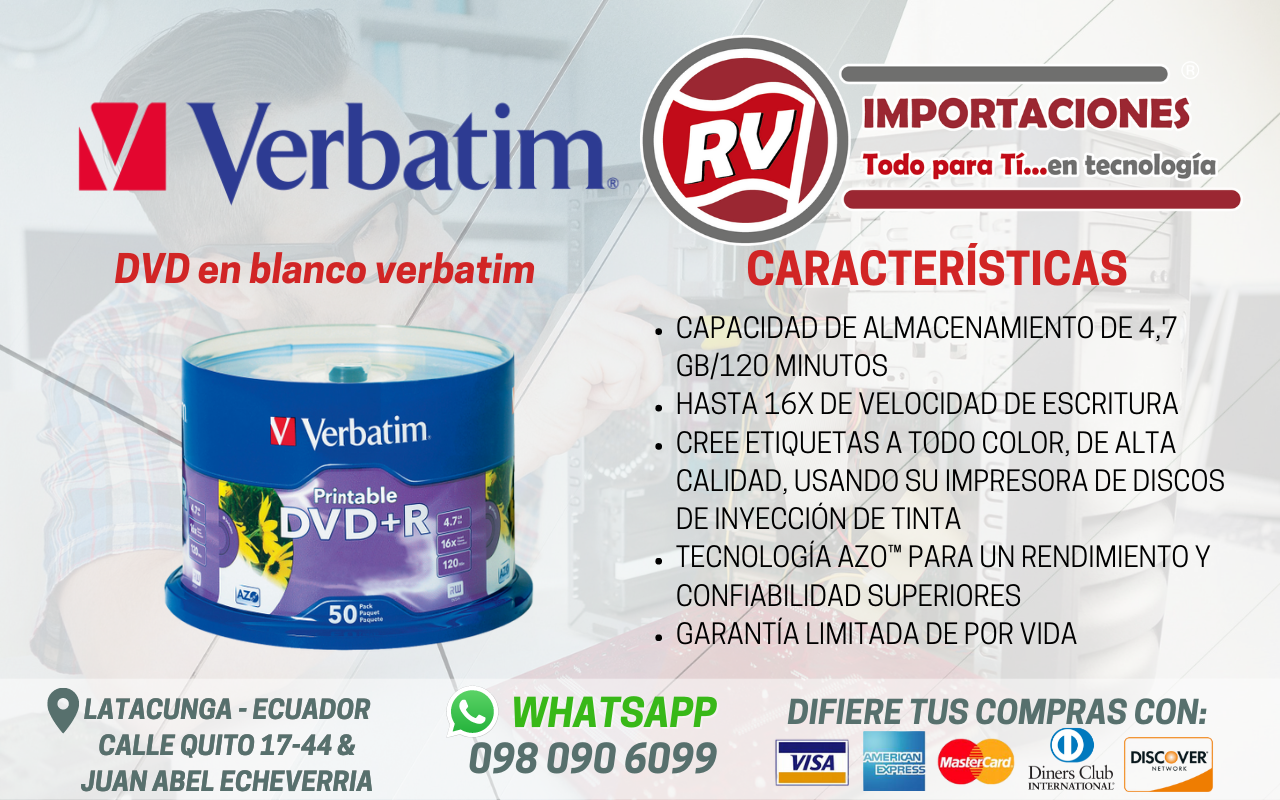 Verbatim®
RV
IMPORTACIONES
®
Todo para Tí...en tecnología
DVD en blanco verbatim
CARACTERÍSTICAS
• CAPACIDAD DE ALMACENAMIENTO DE 4,7
GB/120 MINUTOS
• HASTA 16X DE VELOCIDAD DE ESCRITURA
• CREE ETIQUETAS A TODO COLOR, DE ALTA
CALIDAD, USANDO SU IMPRESORA DE DISCOS
DE INYECCIÓN DE TINTA
• TECNOLOGÍA AZO™ PARA UN RENDIMIENTO Y
CONFIABILIDAD SUPERIORES
• GARANTÍA LIMITADA DE POR VIDA
Verbatim.
Printable
DVD+R
4.7
16x
120
AZO
50
Pack
Paquet
Paquete
LATACUNGA - ECUADOR
CALLE QUITO 17-44 &
JUAN ABEL ECHEVERRIA
WHATSAPP
098 090 6099
DIFIERE TUS COMPRAS CON:
VISA
AMERICAN
EXPRESS
MasterCard
Diners Club
INTERNATIONAL
DISCOVER
NETWORK